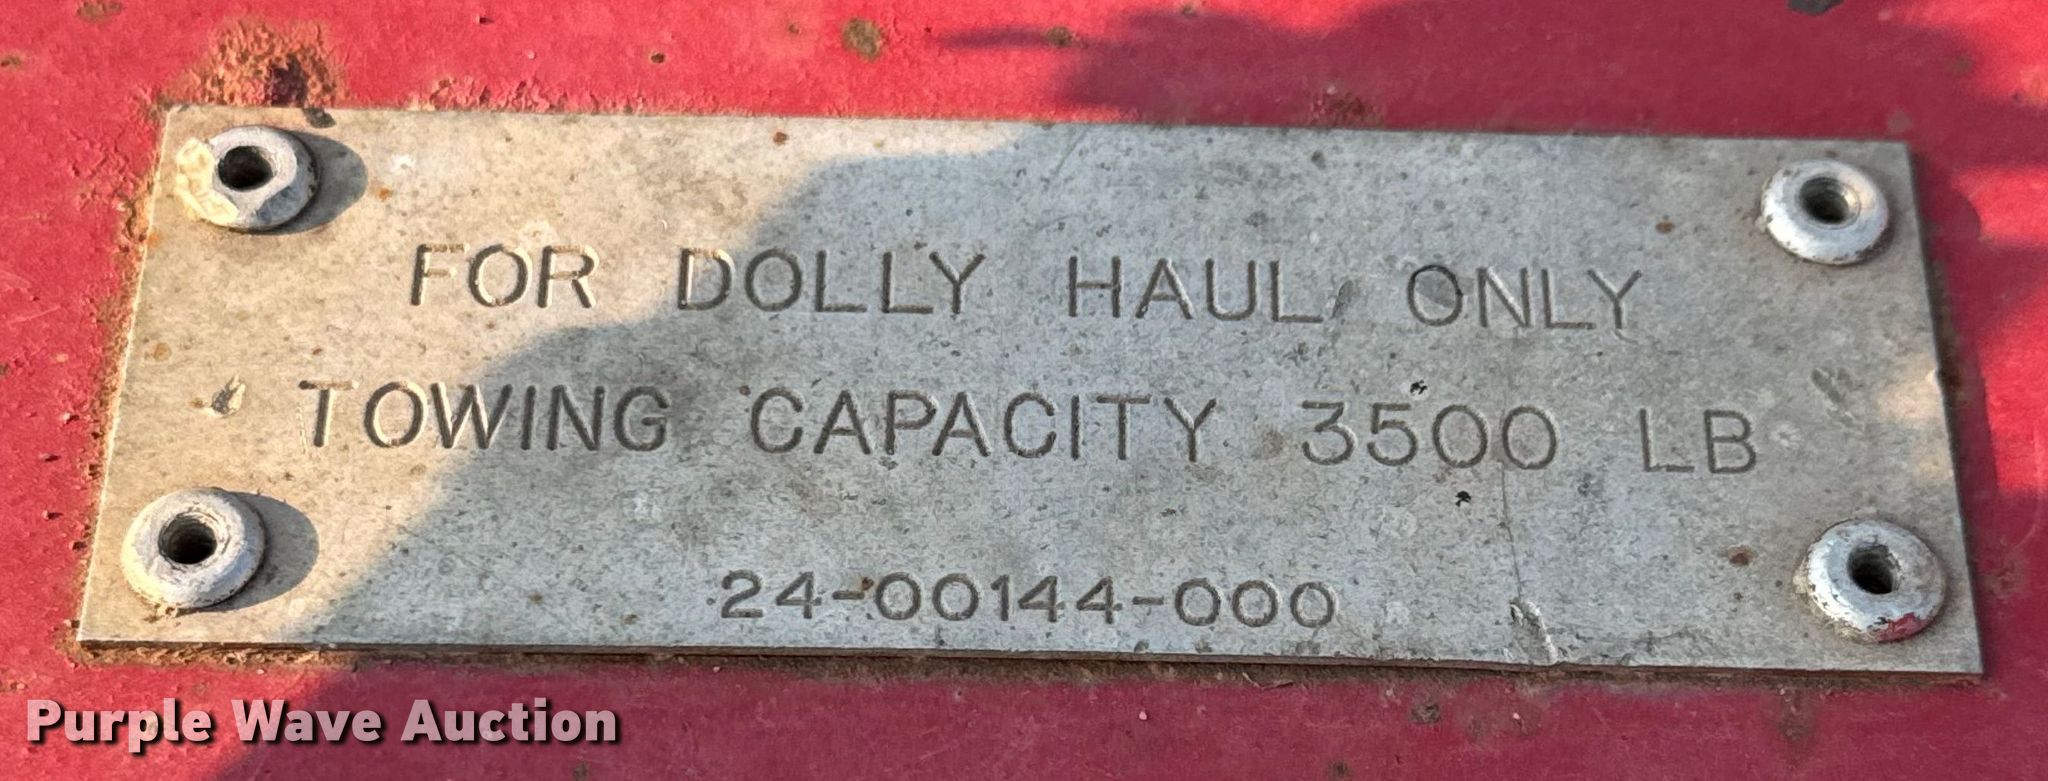 FOR DOLLY HAUL ONLY
TOWING CAPACITY 3500 LB
24-00144-000
Purple Wave Auction